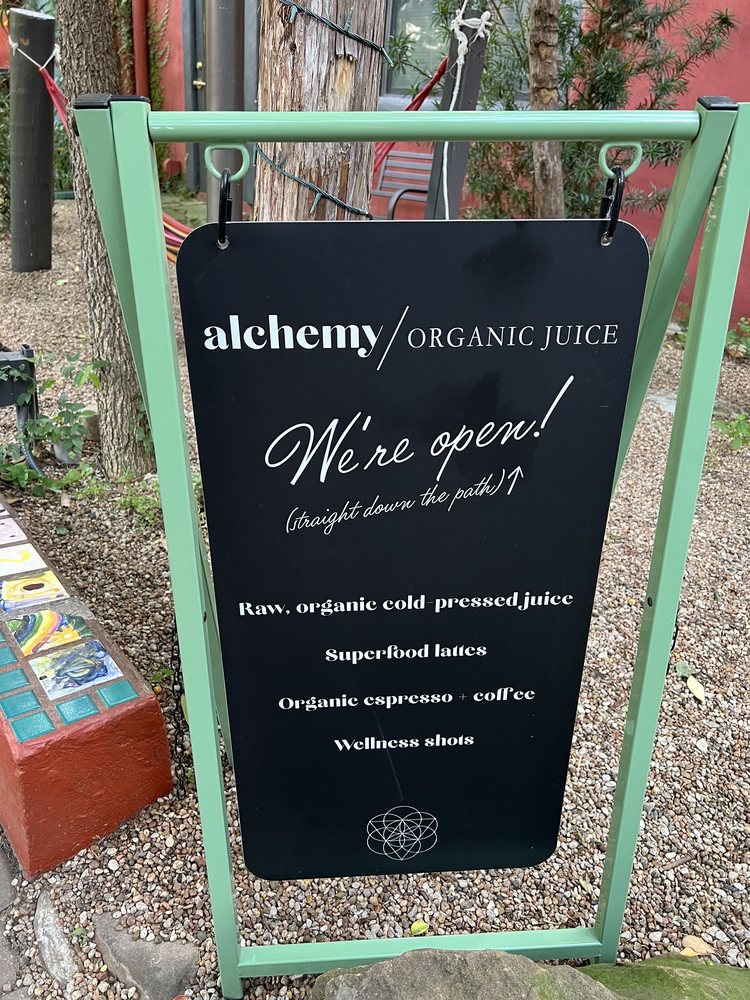 alchemy/ORGANIC JUICE
We're open!
(straight down the path)↑
Raw, organic cold-pressed juice
Superfood lattes
Organic espresso + coffee
Wellness shots